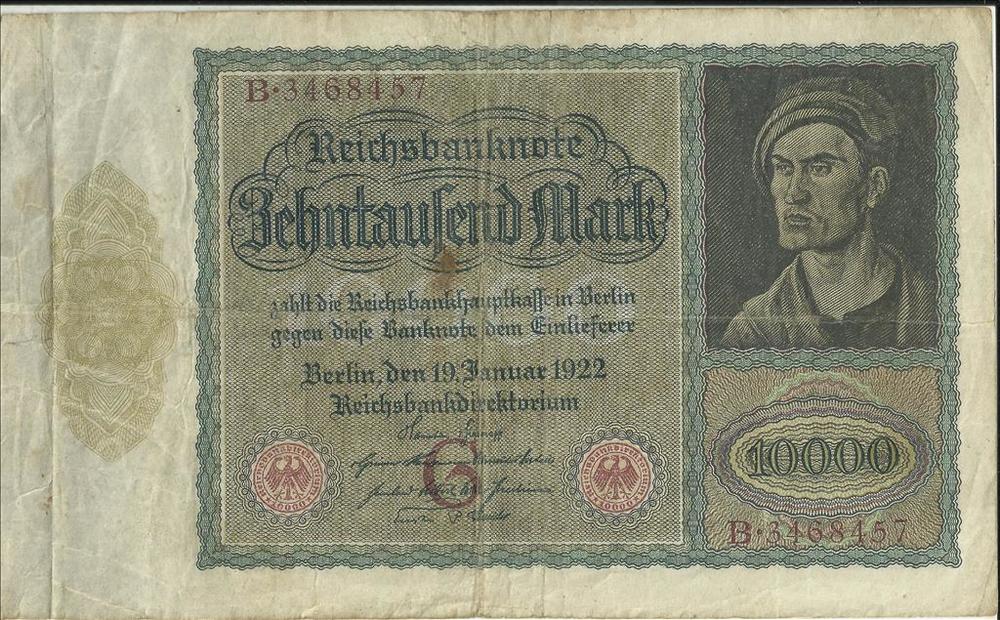 B·3468457
Reichsbanknote
Zehntausend Mark
zahlt die Reichsbankhauptkasse in Berlin
gegen diese Banknote dem Einlieferer
Berlin, den 19. Januar 1922
Reichsbankdirektorium
G
10000
B·3468457